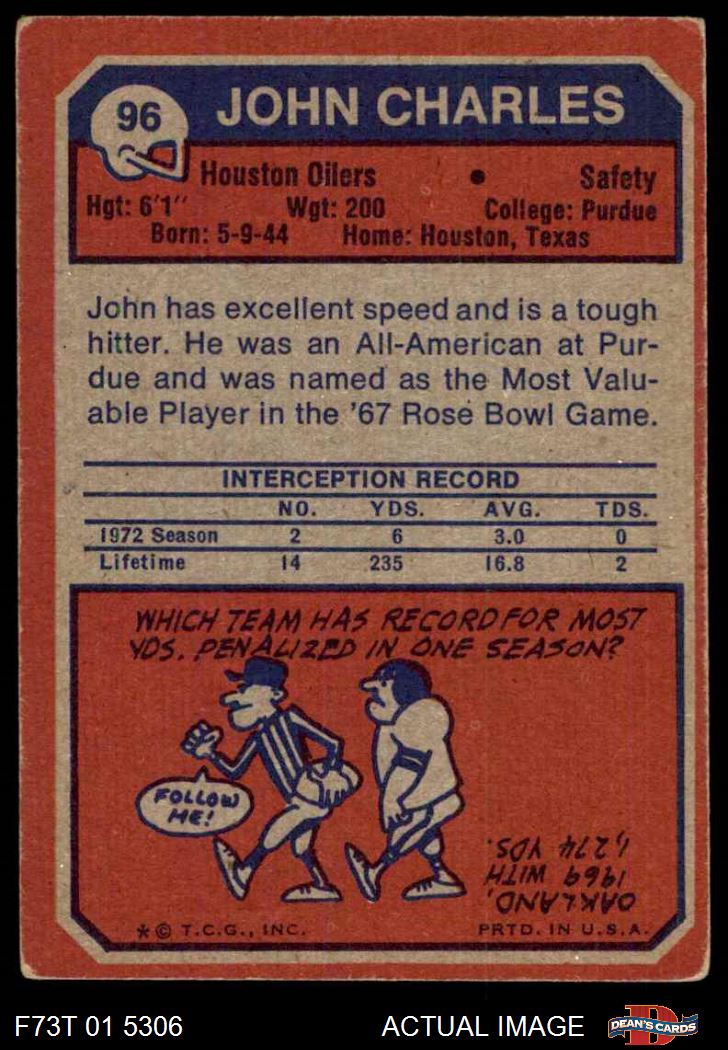 96
JOHN CHARLES
Houston Oilers • Safety
Hgt: 6'1" Wgt: 200 College: Purdue
Born: 5-9-44 Home: Houston, Texas
John has excellent speed and is a tough
hitter. He was an All-American at Pur-
due and was named as the Most Valu-
able Player in the '67 Rose Bowl Game.
INTERCEPTION RECORD
NO. YDS. AVG. TDS.
1972 Season 2 6 3.0 0
Lifetime 14 235 16.8 2
WHICH TEAM HAS RECORD FOR MOST
YDS. PENALIZED IN ONE SEASON?
FOLLOW
ME!
OAKLAND,
1969 WITH
1,274 YDS.
*© T.C.G., INC. PRTD. IN U.S.A.
F73T 01 5306 ACTUAL IMAGE DEAN'S CARDS